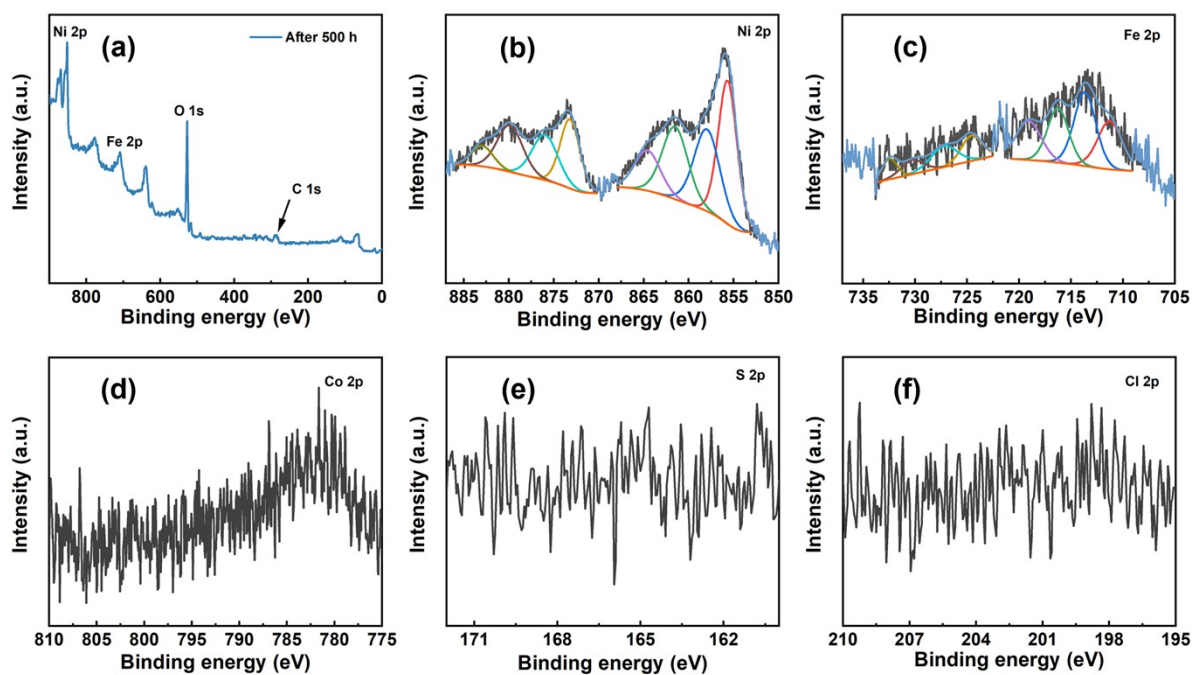 (a)
Ni 2p
After 500 h
Fe 2p
O 1s
C 1s
Intensity (a.u.)
800 600 400 200 0
Binding energy (eV)
(b)
Ni 2p
Intensity (a.u.)
885 880 875 870 865 860 855 850
Binding energy (eV)
(c)
Fe 2p
Intensity (a.u.)
735 730 725 720 715 710 705
Binding energy (eV)
(d)
Co 2p
Intensity (a.u.)
810 805 800 795 790 785 780 775
Binding energy (eV)
(e)
S 2p
Intensity (a.u.)
171 168 165 162
Binding energy (eV)
(f)
Cl 2p
Intensity (a.u.)
210 207 204 201 198 195
Binding energy (eV)